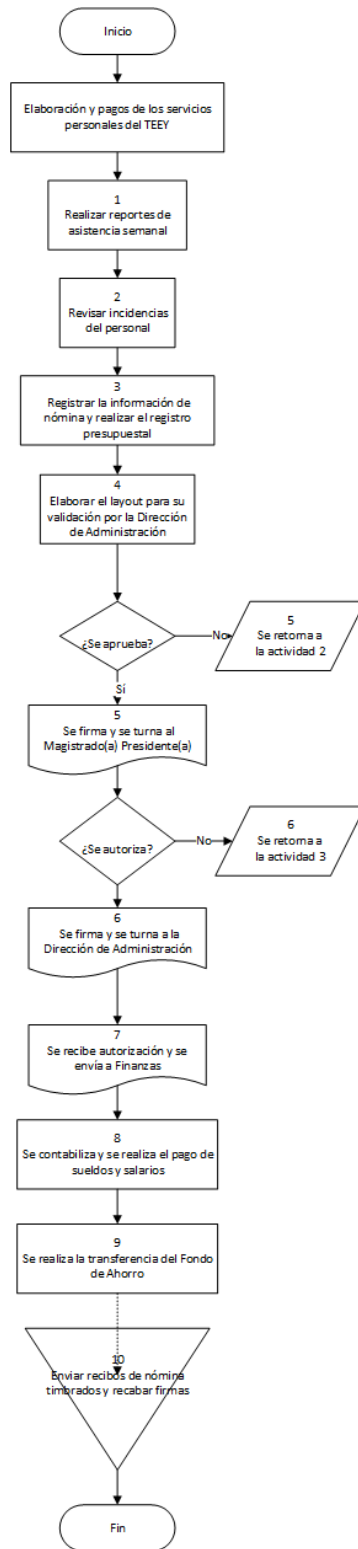 Inicio
Elaboración y pagos de los servicios
personales del TEEY
1
Realizar reportes de
asistencia semanal
2
Revisar incidencias
del personal
3
Registrar la información de
nómina y realizar el registro
presupuestal
4
Elaborar el layout para su
validación por la Dirección
de Administración
¿Se aprueba?
No
5
Se retorna a
la actividad 2
Sí
5
Se firma y se turna al
Magistrado(a) Presidente(a)
¿Se autoriza?
No
6
Se retorna a
la actividad 3
6
Se firma y se turna a la
Dirección de Administración
7
Se recibe autorización y se
envía a Finanzas
8
Se contabiliza y se realiza el pago de
sueldos y salarios
9
Se realiza la transferencia del Fondo
de Ahorro
10
Enviar recibos de nómina
timbrados y recabar firmas
Fin